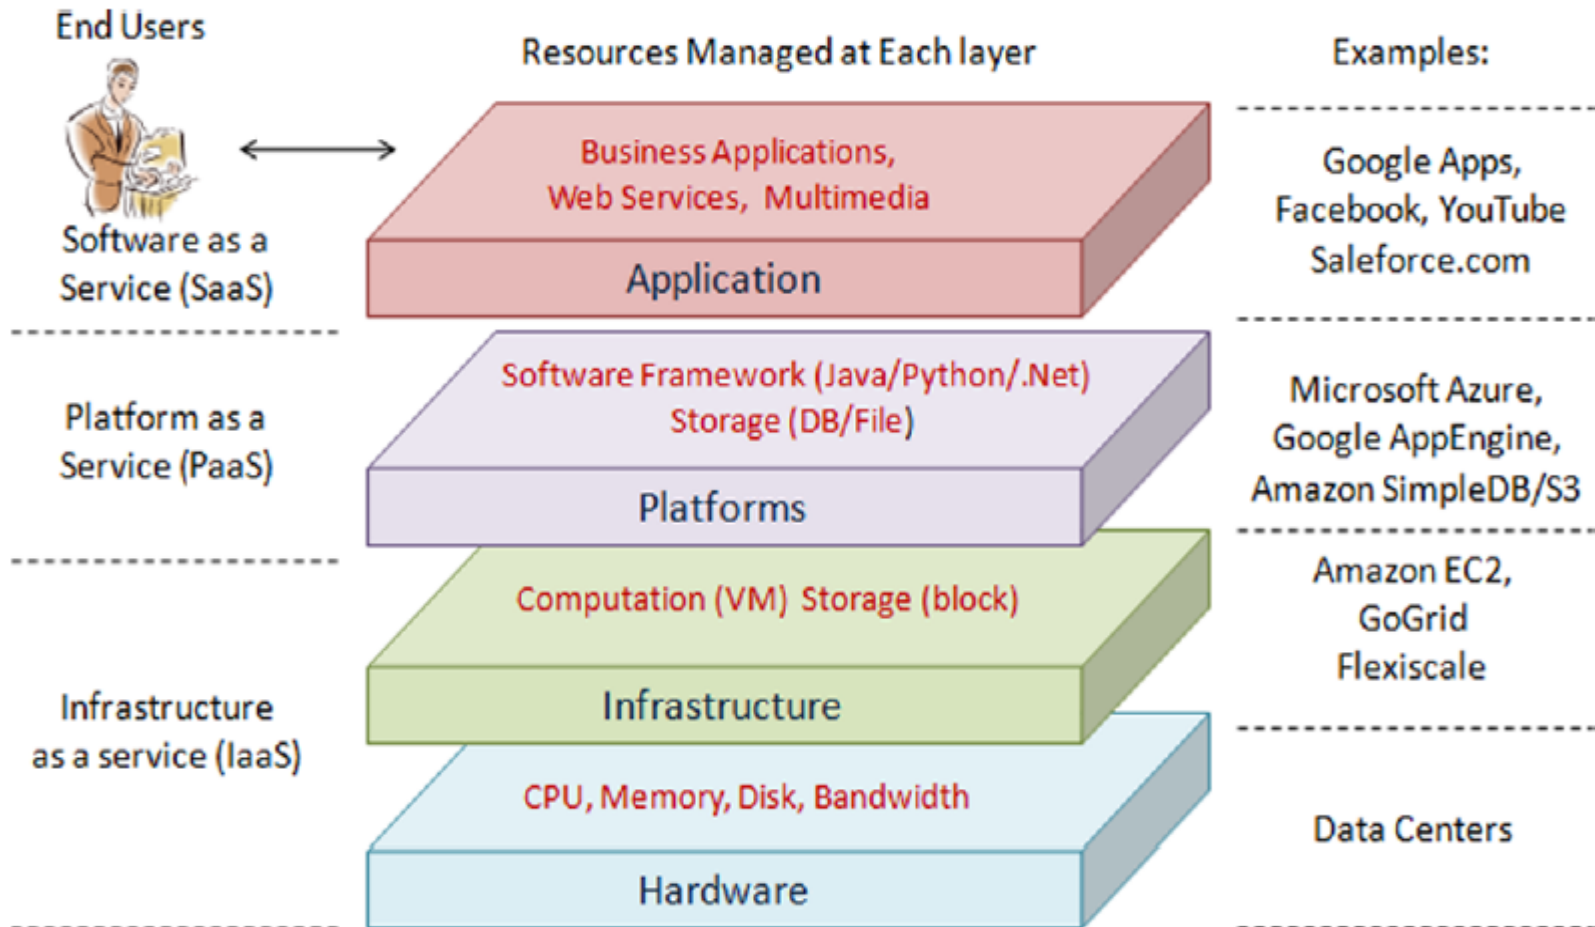 End Users
Resources Managed at Each layer
Examples:
Business Applications,
Web Services, Multimedia
Application
Software as a
Service (SaaS)
Google Apps,
Facebook, YouTube
Saleforce.com
Software Framework (Java/Python/.Net)
Storage (DB/File)
Platforms
Platform as a
Service (PaaS)
Microsoft Azure,
Google AppEngine,
Amazon SimpleDB/S3
Computation (VM) Storage (block)
Infrastructure
Amazon EC2,
GoGrid
Flexiscale
Infrastructure
as a service (IaaS)
CPU, Memory, Disk, Bandwidth
Hardware
Data Centers